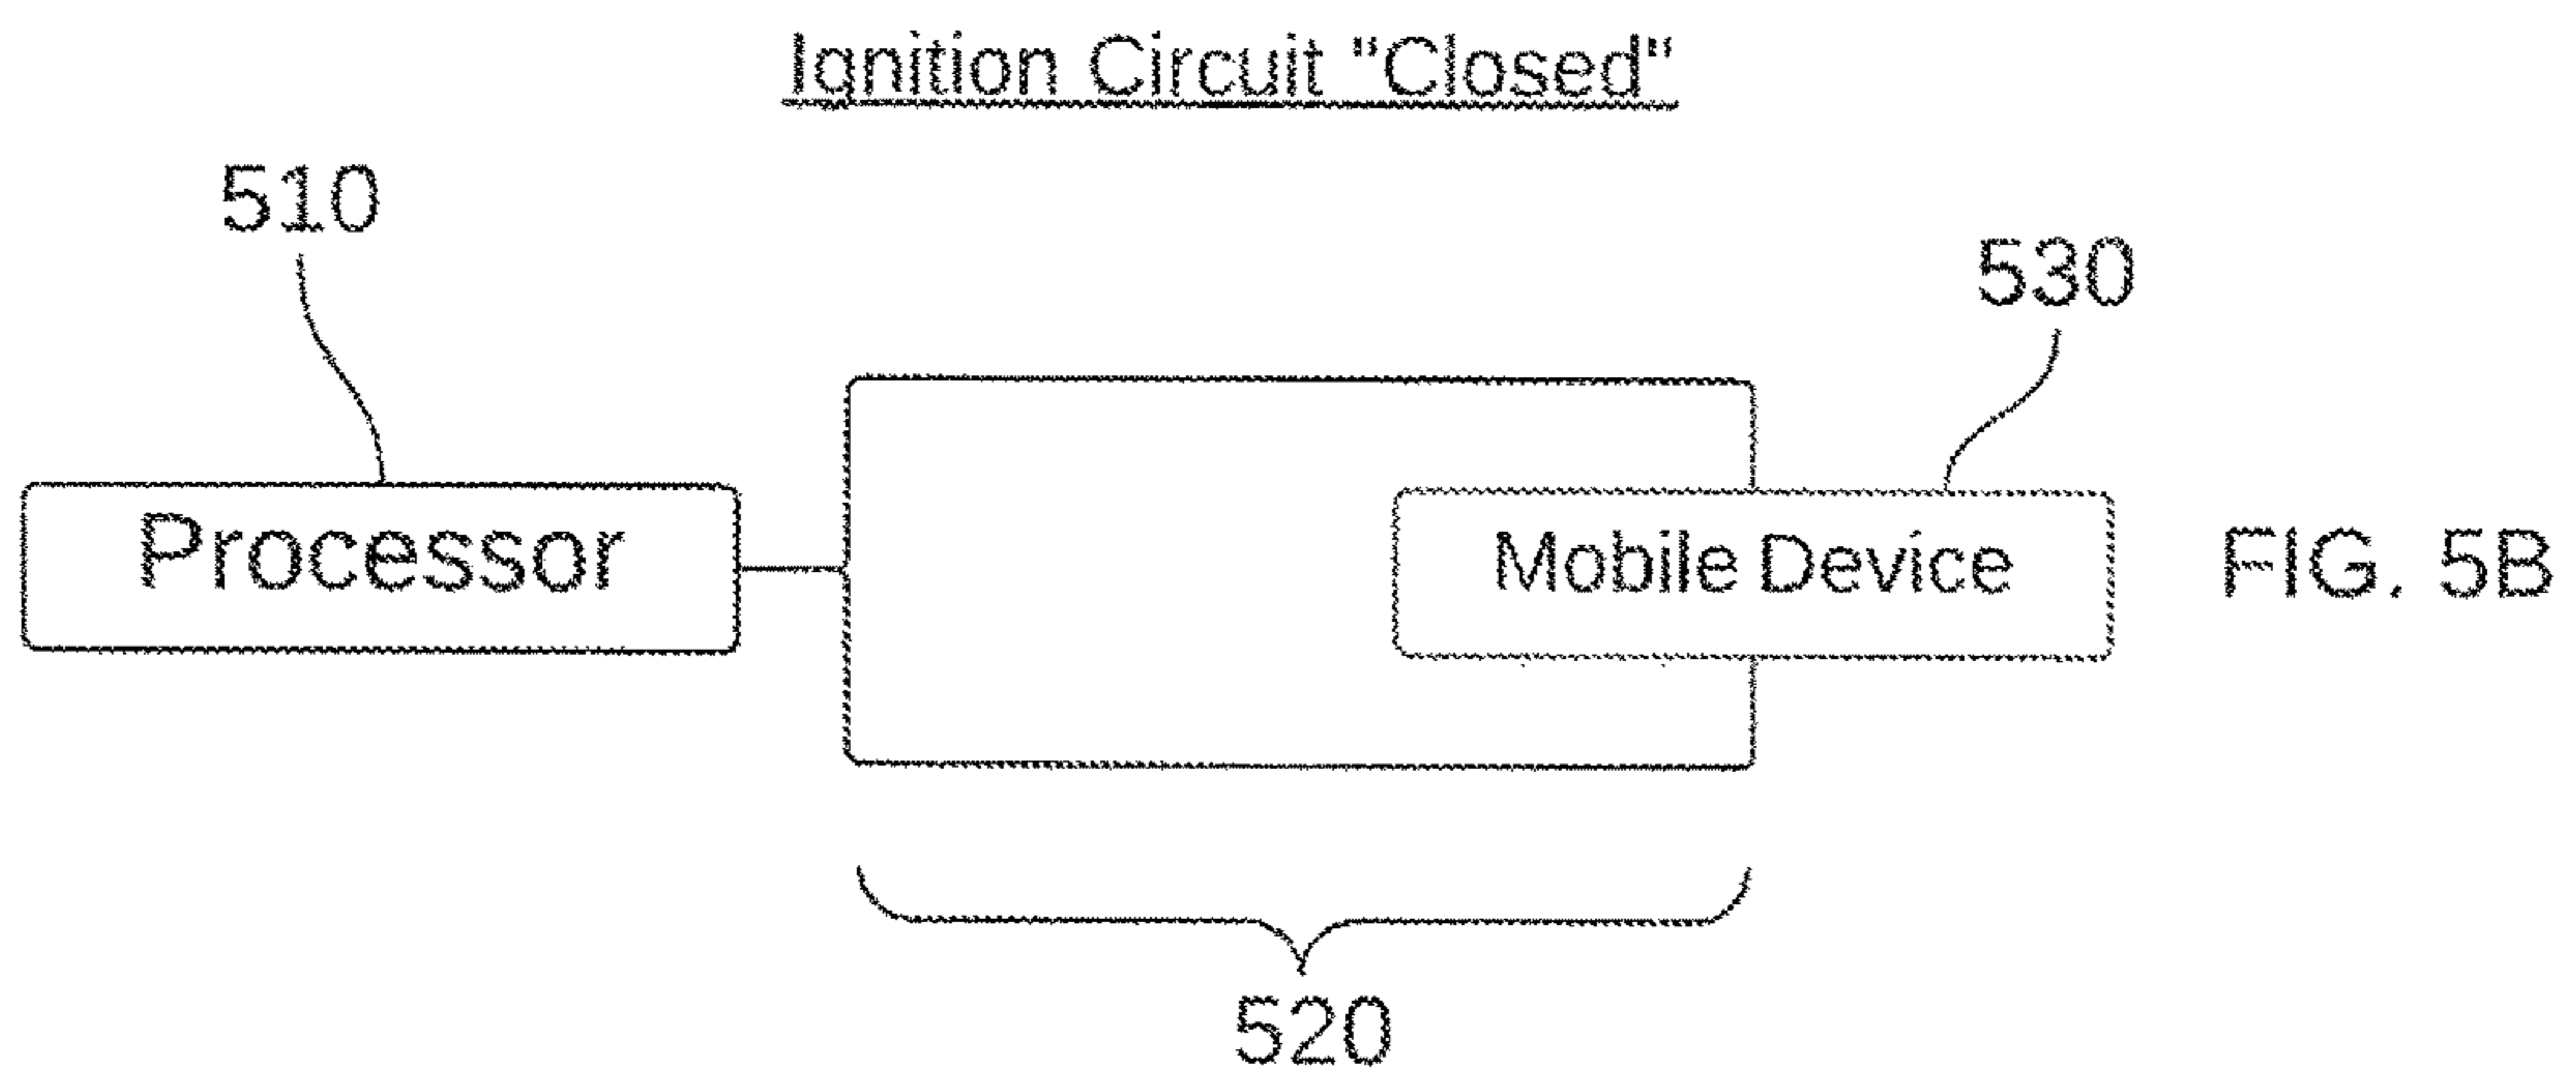 Ignition Circuit "Closed"
510
530
Processor
Mobile Device
FIG. 5B
520